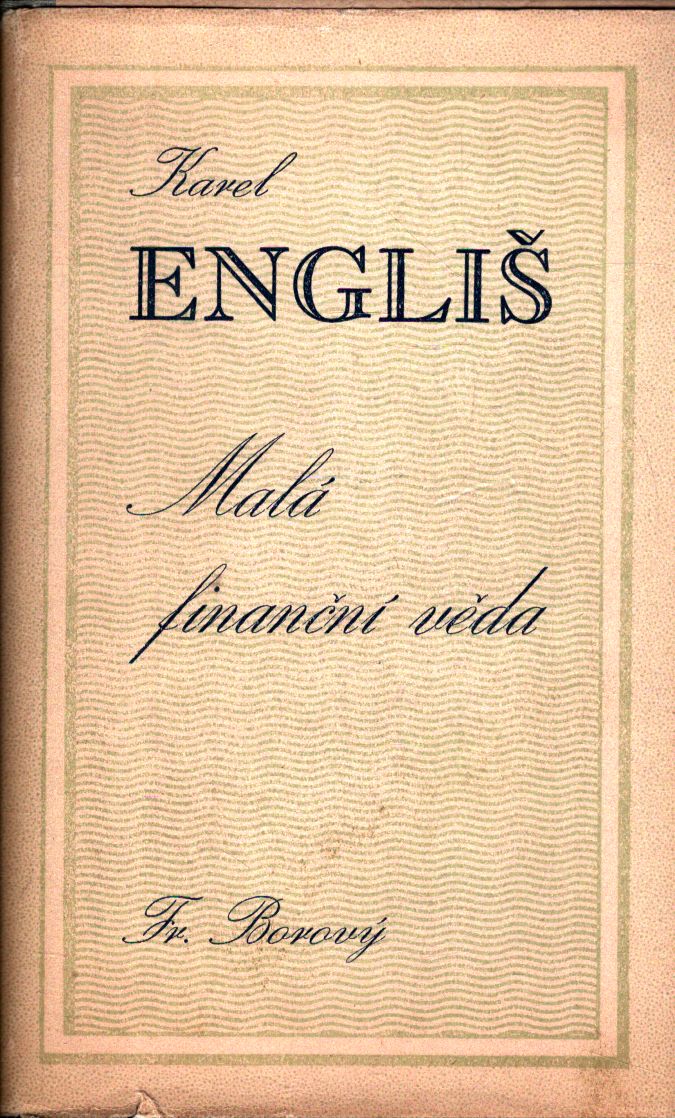 Karel
ENGLIŠ
Malá
finanční věda
Fr. Borový